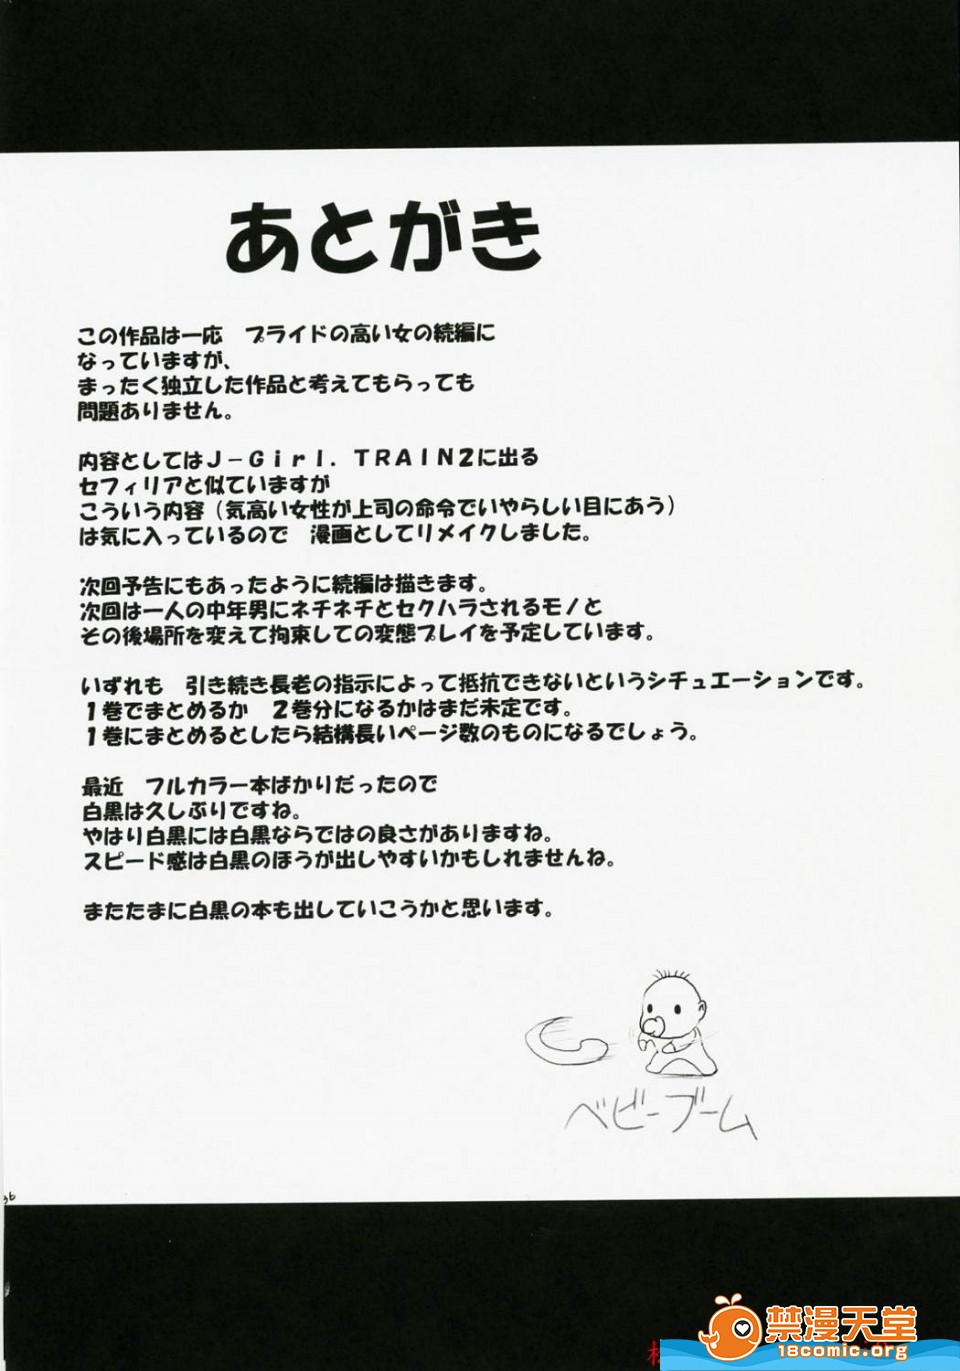 あとがき
この作品は一応　プライドの高い女の続編に
なっていますが、
まったく独立した作品と考えてもらっても
問題ありません。
内容としてはJ-Girl. TRAIN2に出る
セフィリアと似ていますが
こういう内容（気高い女性が上司の命令でいやらしい目にあう）
は気に入っているので　漫画としてリメイクしました。
次回予告にもあったように続編は描きます。
次回は一人の中年男にネチネチとセクハラされるモノと
その後場所を変えて拘束しての変態プレイを予定しています。
いずれも　引き続き長老の指示によって抵抗できないというシチュエーションです。
1巻でまとめるか　2巻分になるかはまだ未定です。
1巻にまとめるとしたら結構長いページ数のものになるでしょう。
最近　フルカラー本ばかりだったので
白黒は久しぶりですね。
やはり白黒には白黒ならではの良さがありますね。
スピード感は白黒のほうが出しやすいかもしれませんね。
またたまに白黒の本も出していこうかと思います。
ベビーブーム
36
禁漫天堂
18comic.org